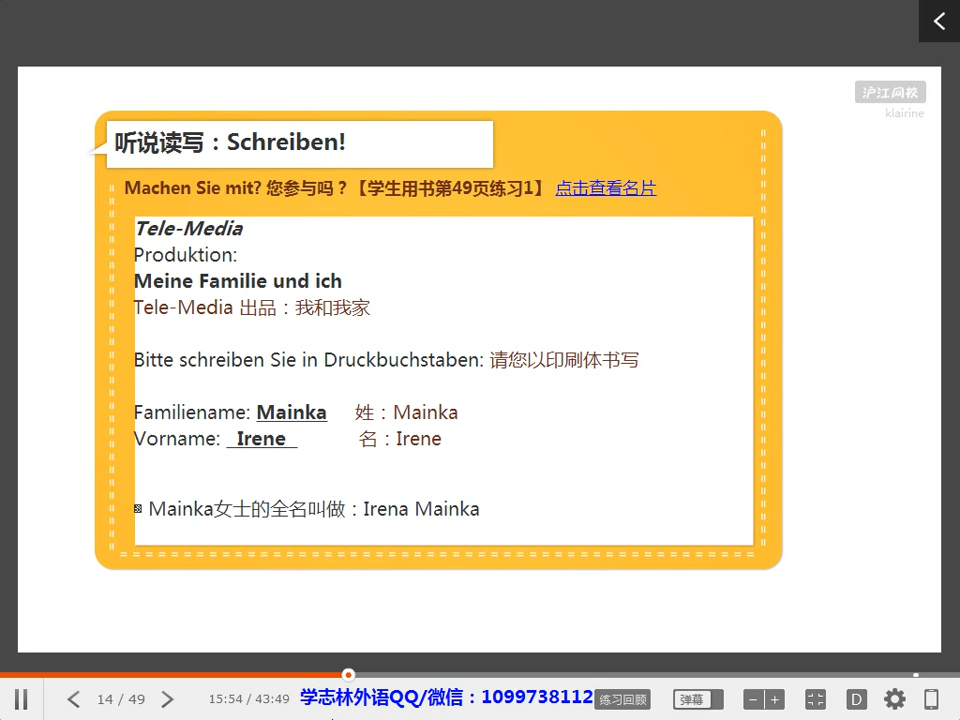 沪江网校
klairine
听说读写：Schreiben!
Machen Sie mit? 您参与吗？【学生用书第49页练习1】 点击查看名片
Tele-Media
Produktion:
Meine Familie und ich
Tele-Media 出品：我和我家
Bitte schreiben Sie in Druckbuchstaben: 请您以印刷体书写
Familiename: Mainka 姓：Mainka
Vorname: Irene 名：Irene
Mainka女士的全名叫做：Irena Mainka
14 / 49 15:54 / 43:49 学志林外语QQ/微信：1099738112 练习回顾 弹幕 D